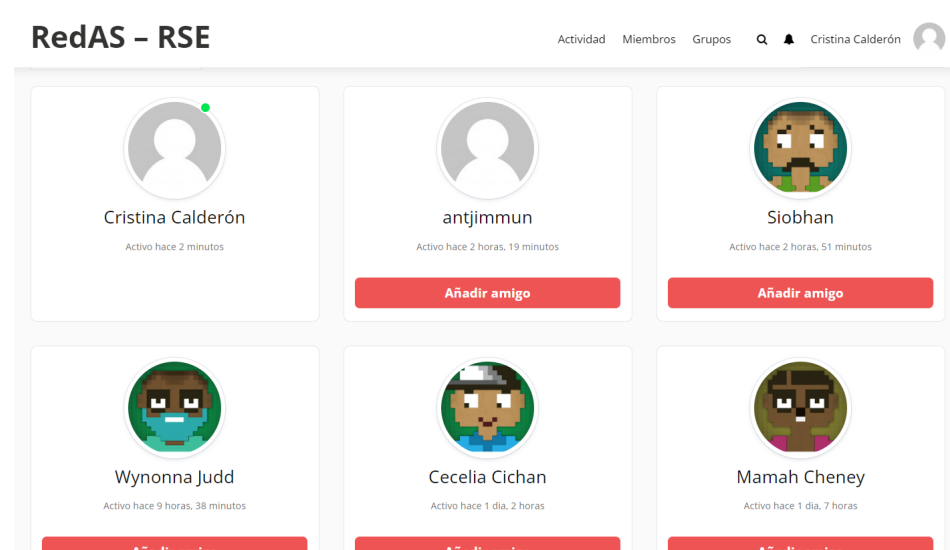 RedAS – RSE
Actividad Miembros Grupos Cristina Calderón
Cristina Calderón
Activo hace 2 minutos
antjimmun
Activo hace 2 horas, 19 minutos
Añadir amigo
Siobhan
Activo hace 2 horas, 51 minutos
Añadir amigo
Wynonna Judd
Activo hace 9 horas, 38 minutos
Cecelia Cichan
Activo hace 1 dia, 2 horas
Mamah Cheney
Activo hace 1 dia, 7 horas